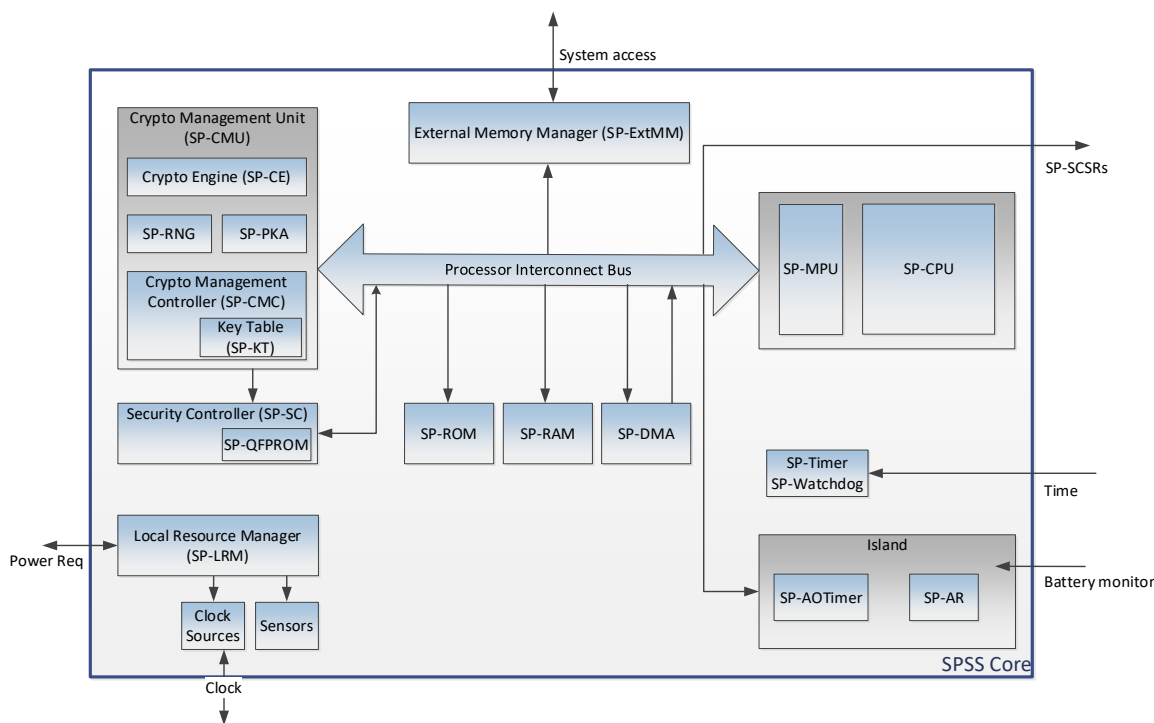 System access
Crypto Management Unit
(SP-CMU)
Crypto Engine (SP-CE)
SP-RNG
SP-PKA
Crypto Management
Controller (SP-CMC)
Key Table
(SP-KT)
External Memory Manager (SP-ExtMM)
SP-SCSRs
Processor Interconnect Bus
SP-MPU
SP-CPU
Security Controller (SP-SC)
SP-QFPROM
SP-ROM
SP-RAM
SP-DMA
SP-Timer
SP-Watchdog
Time
Local Resource Manager
(SP-LRM)
Power Req
Clock
Sources
Sensors
Clock
Island
SP-AOTimer
SP-AR
Battery monitor
SPSS Core